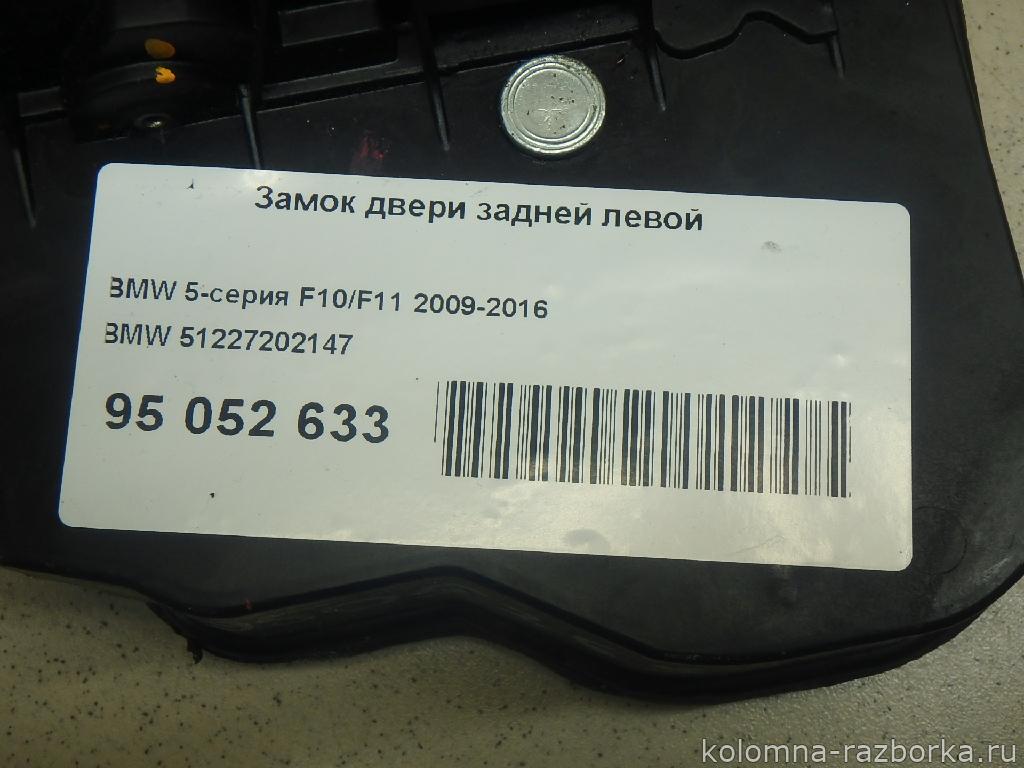 Замок двери задней левой
BMW 5-серия F10/F11 2009-2016
BMW 51227202147
95 052 633
kolomna-razborka.ru